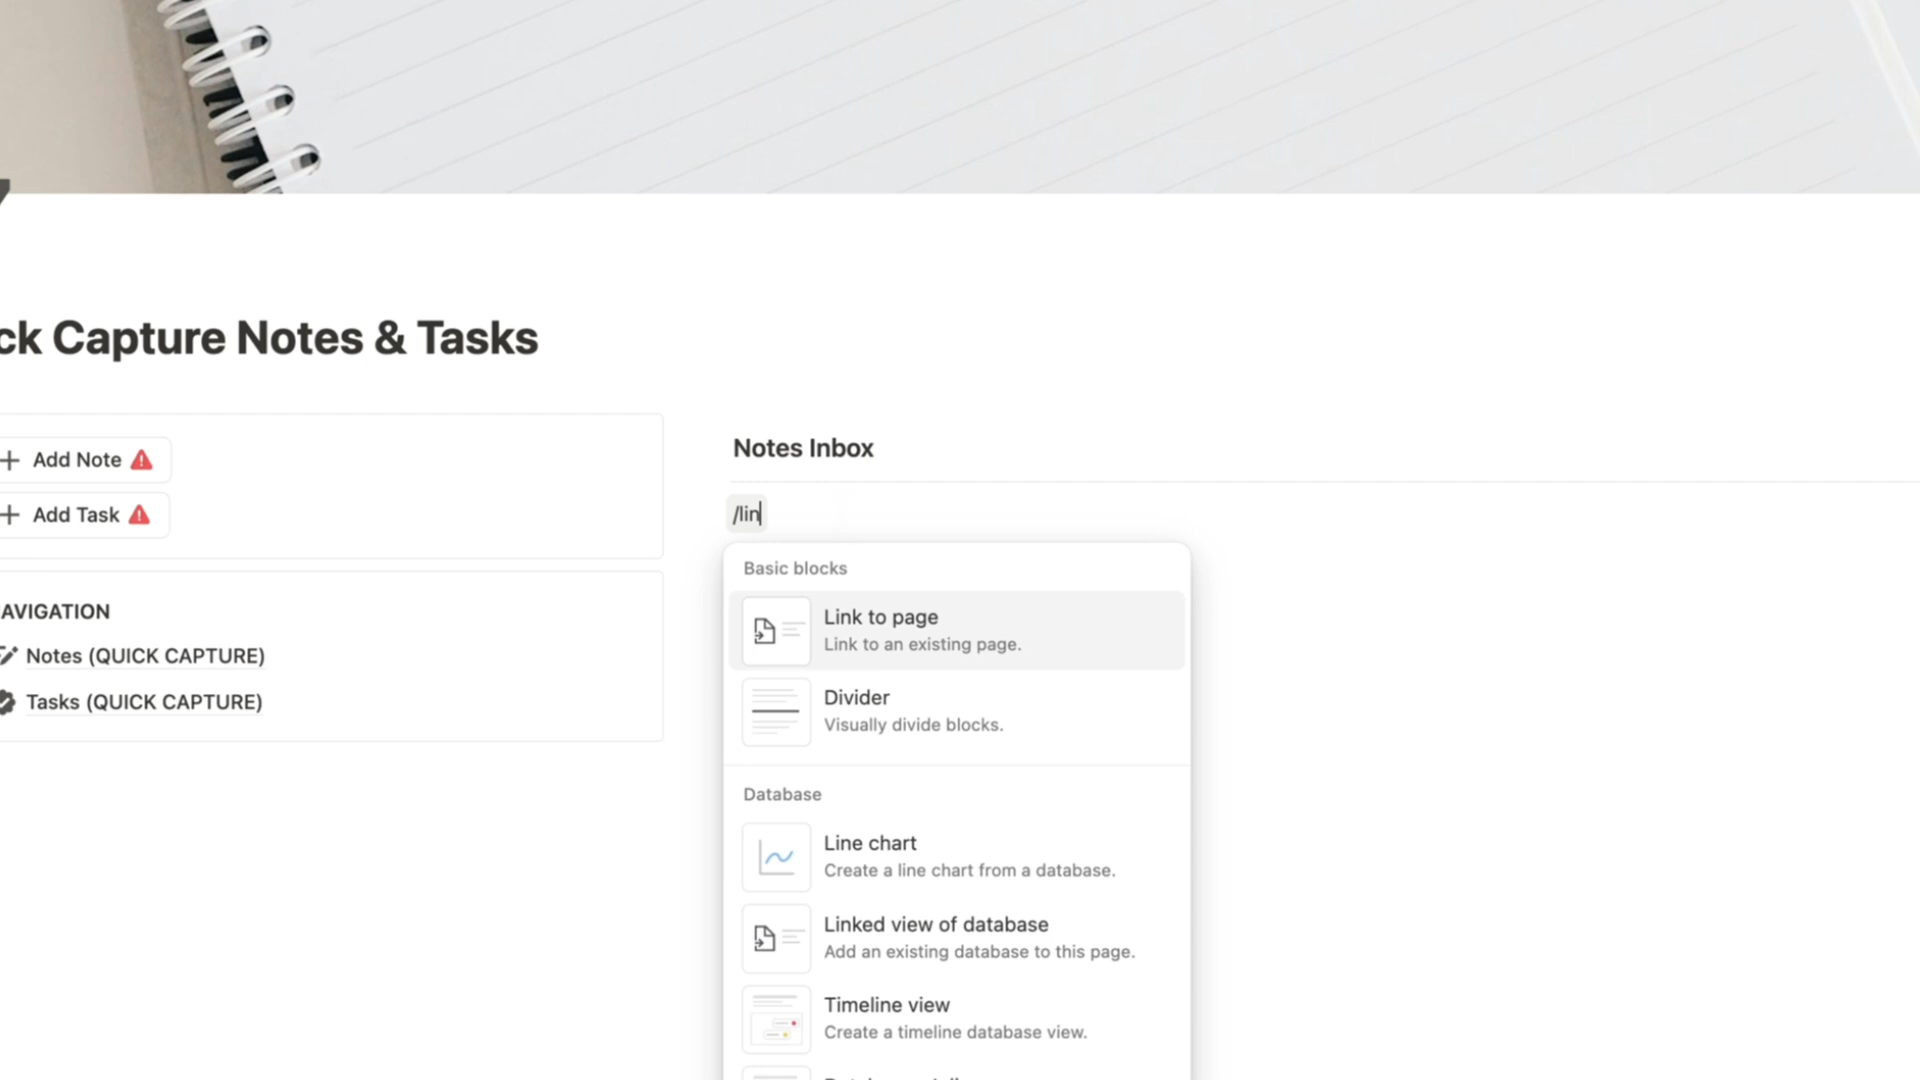 ck Capture Notes & Tasks
Add Note
Add Task
AVIGATION
Notes (QUICK CAPTURE)
Tasks (QUICK CAPTURE)
Notes Inbox
/lin
Basic blocks
Link to page
Link to an existing page.
Divider
Visually divide blocks.
Database
Line chart
Create a line chart from a database.
Linked view of database
Add an existing database to this page.
Timeline view
Create a timeline database view.